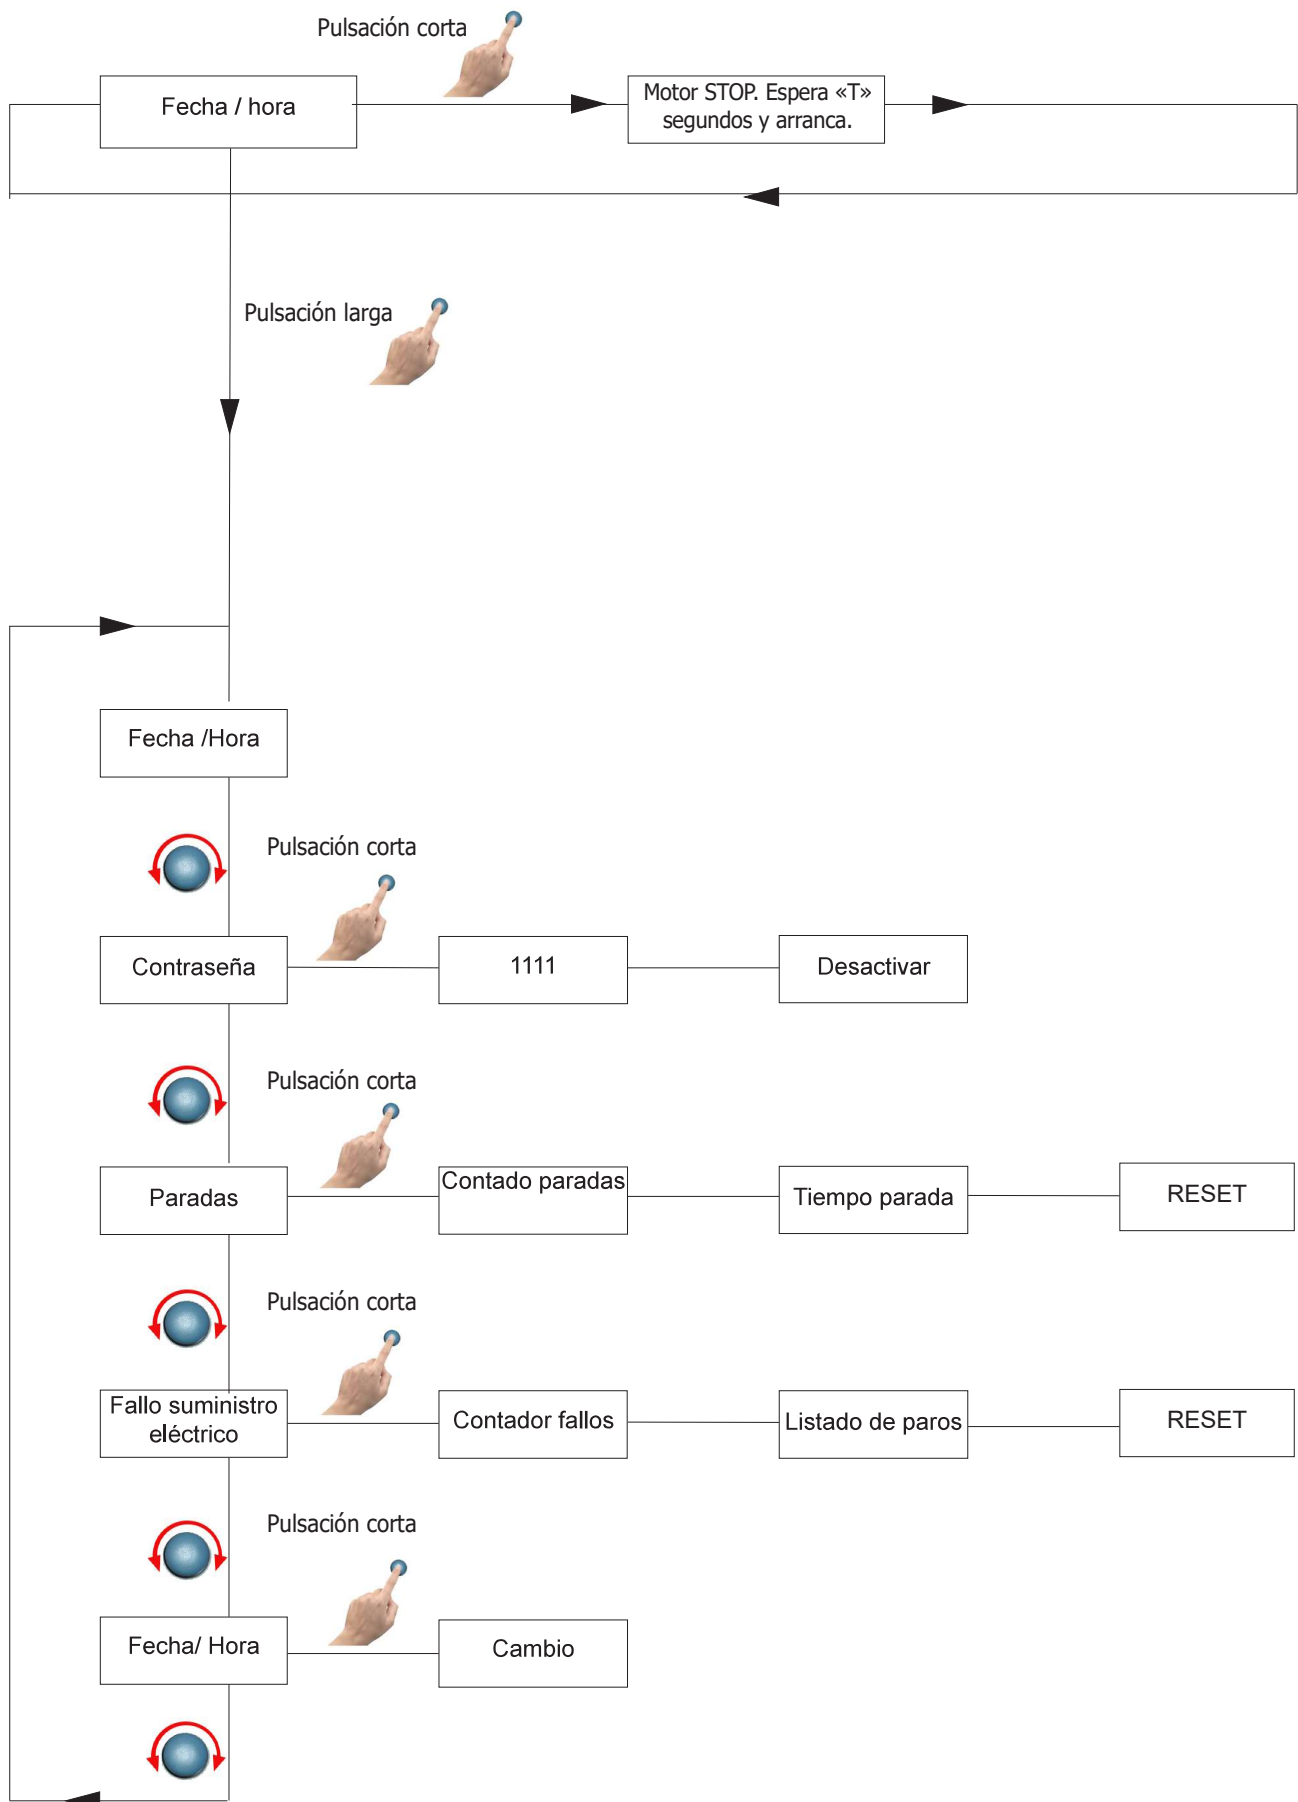 Pulsación corta
Fecha / hora
Motor STOP. Espera «T»
segundos y arranca.
Pulsación larga
Fecha /Hora
Pulsación corta
Contraseña
1111
Desactivar
Pulsación corta
Paradas
Contado paradas
Tiempo parada
RESET
Pulsación corta
Fallo suministro
eléctrico
Contador fallos
Listado de paros
RESET
Pulsación corta
Fecha/ Hora
Cambio